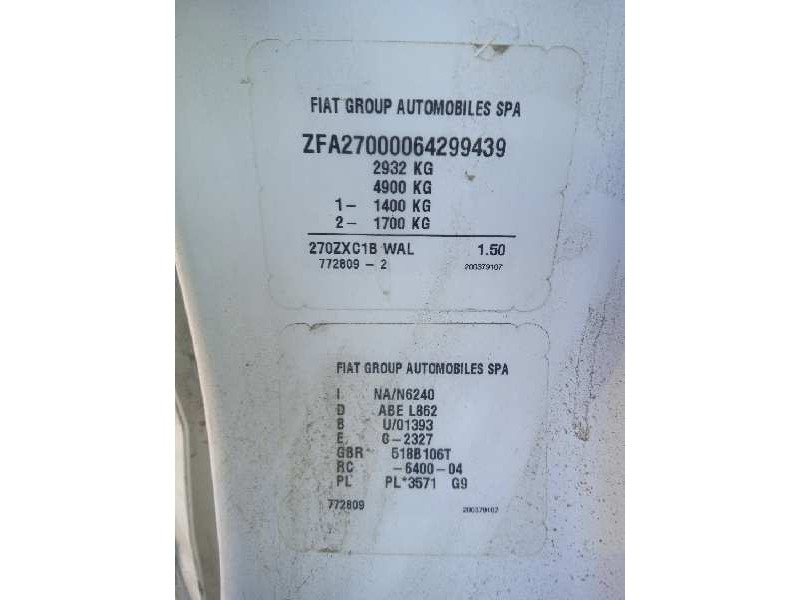 FIAT GROUP AUTOMOBILES SPA
ZFA27000064299439
2932 KG
4900 KG
1- 1400 KG
2- 1700 KG
270ZXC1B WAL 1.50
772809 - 2 200379107
FIAT GROUP AUTOMOBILES SPA
I NA/N6240
D ABE L862
B U/01393
E G-2327
GBR 518B106T
RC -6400-04
PL PL*3571 G9
772809 200379107